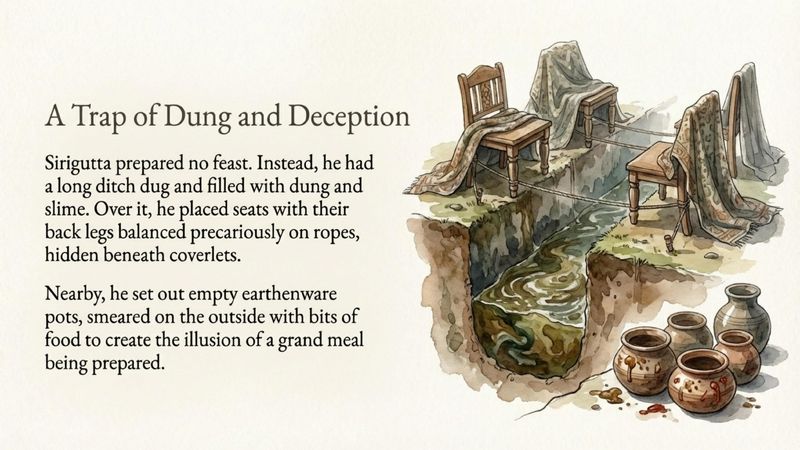 A Trap of Dung and Deception
Sirigutta prepared no feast. Instead, he had
a long ditch dug and filled with dung and
slime. Over it, he placed seats with their
back legs balanced precariously on ropes,
hidden beneath coverlets.
Nearby, he set out empty earthenware
pots, smeared on the outside with bits of
food to create the illusion of a grand meal
being prepared.